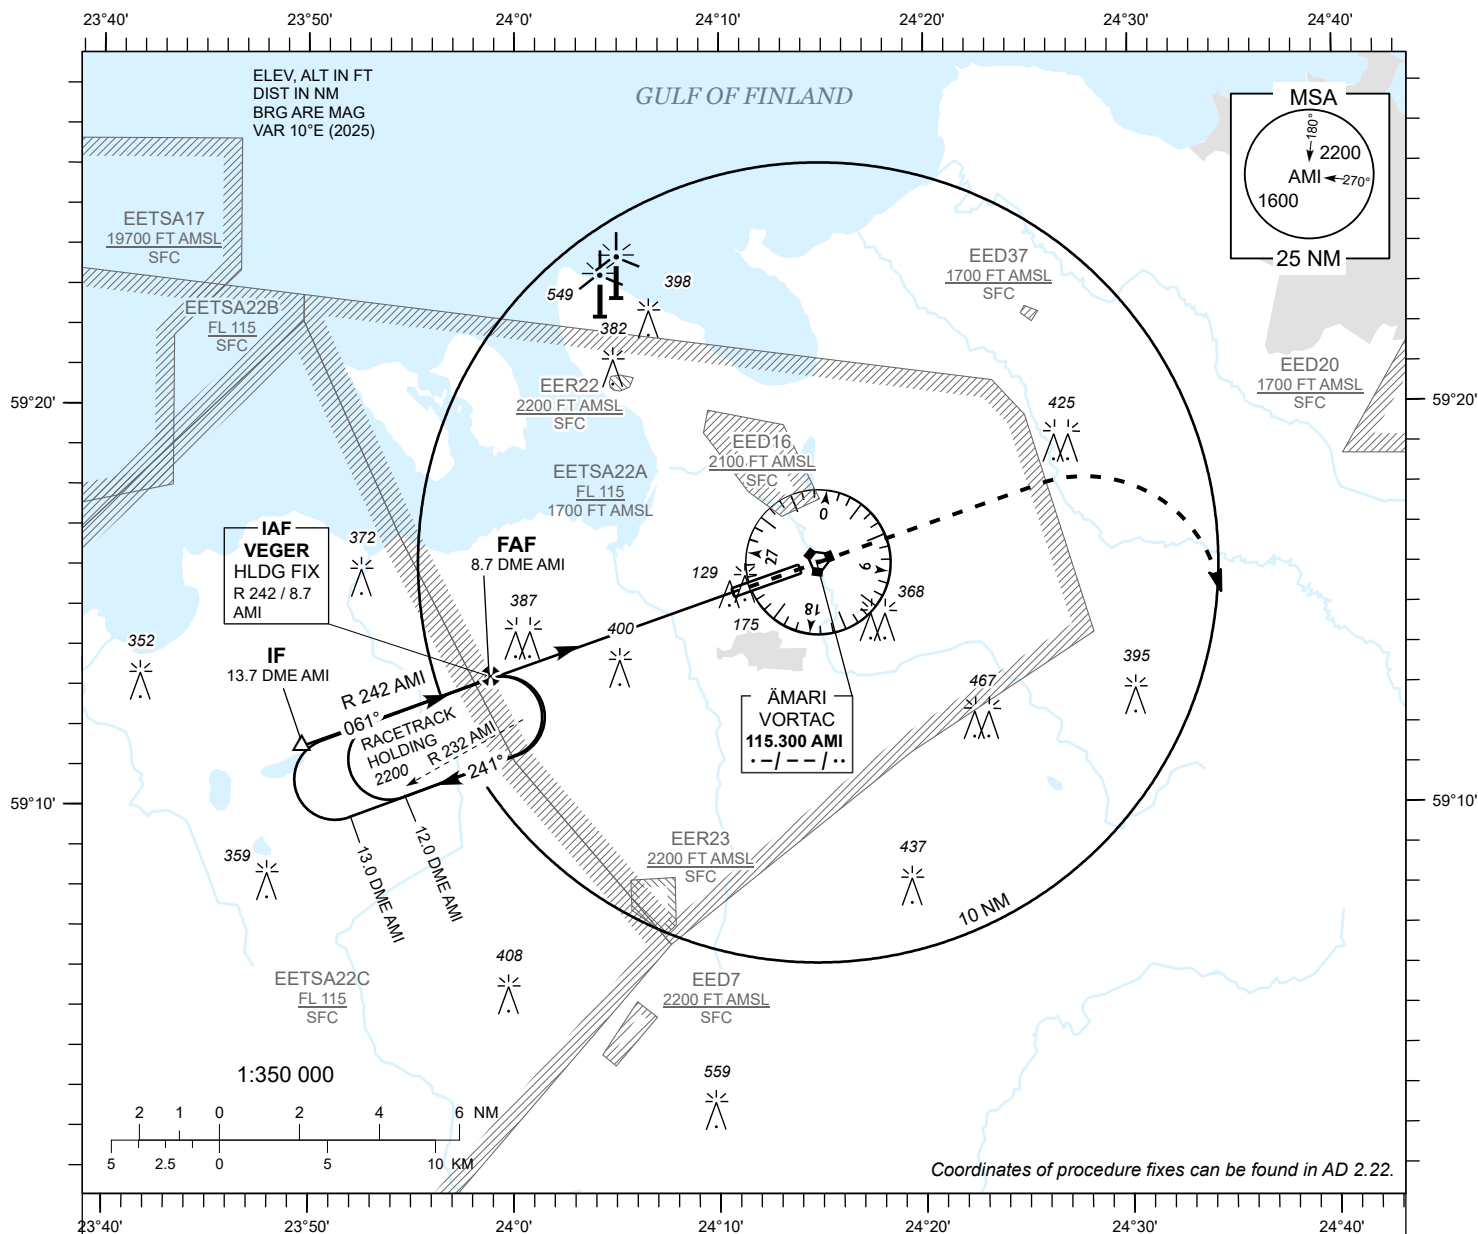 23°40'
23°50'
24°0'
24°10'
24°20'
24°30'
24°40'
ELEV, ALT IN FT
DIST IN NM
BRG ARE MAG
VAR 10°E (2025)
GULF OF FINLAND
MSA
180°
2200
AMI
270°
1600
25 NM
EETSA17
19700 FT AMSL
SFC
EED37
1700 FT AMSL
SFC
549
398
EETSA22B
FL 115
SFC
382
EED20
1700 FT AMSL
SFC
EER22
2200 FT AMSL
SFC
59°20'
59°20'
425
EED16
2100 FT AMSL
SFC
EETSA22A
FL 115
1700 FT AMSL
0
9
18
27
IAF
VEGER
HLDG FIX
R 242 / 8.7
AMI
372
FAF
8.7 DME AMI
129
175
368
387
400
352
IF
13.7 DME AMI
395
467
R 242 AMI
061°
RACETRACK
HOLDING
2200
R 232 AMI
241°
ÄMARI
VORTAC
115.300 AMI
· –/– –/· ·
59°10'
59°10'
12.0 DME AMI
13.0 DME AMI
EER23
2200 FT AMSL
SFC
359
437
10 NM
408
EETSA22C
FL 115
SFC
EED7
2200 FT AMSL
SFC
559
1:350 000
2 1 0 2 4 6 NM
5 2.5 0 5 10 KM
Coordinates of procedure fixes can be found in AD 2.22.
23°40'
23°50'
24°0'
24°10'
24°20'
24°30'
24°40'